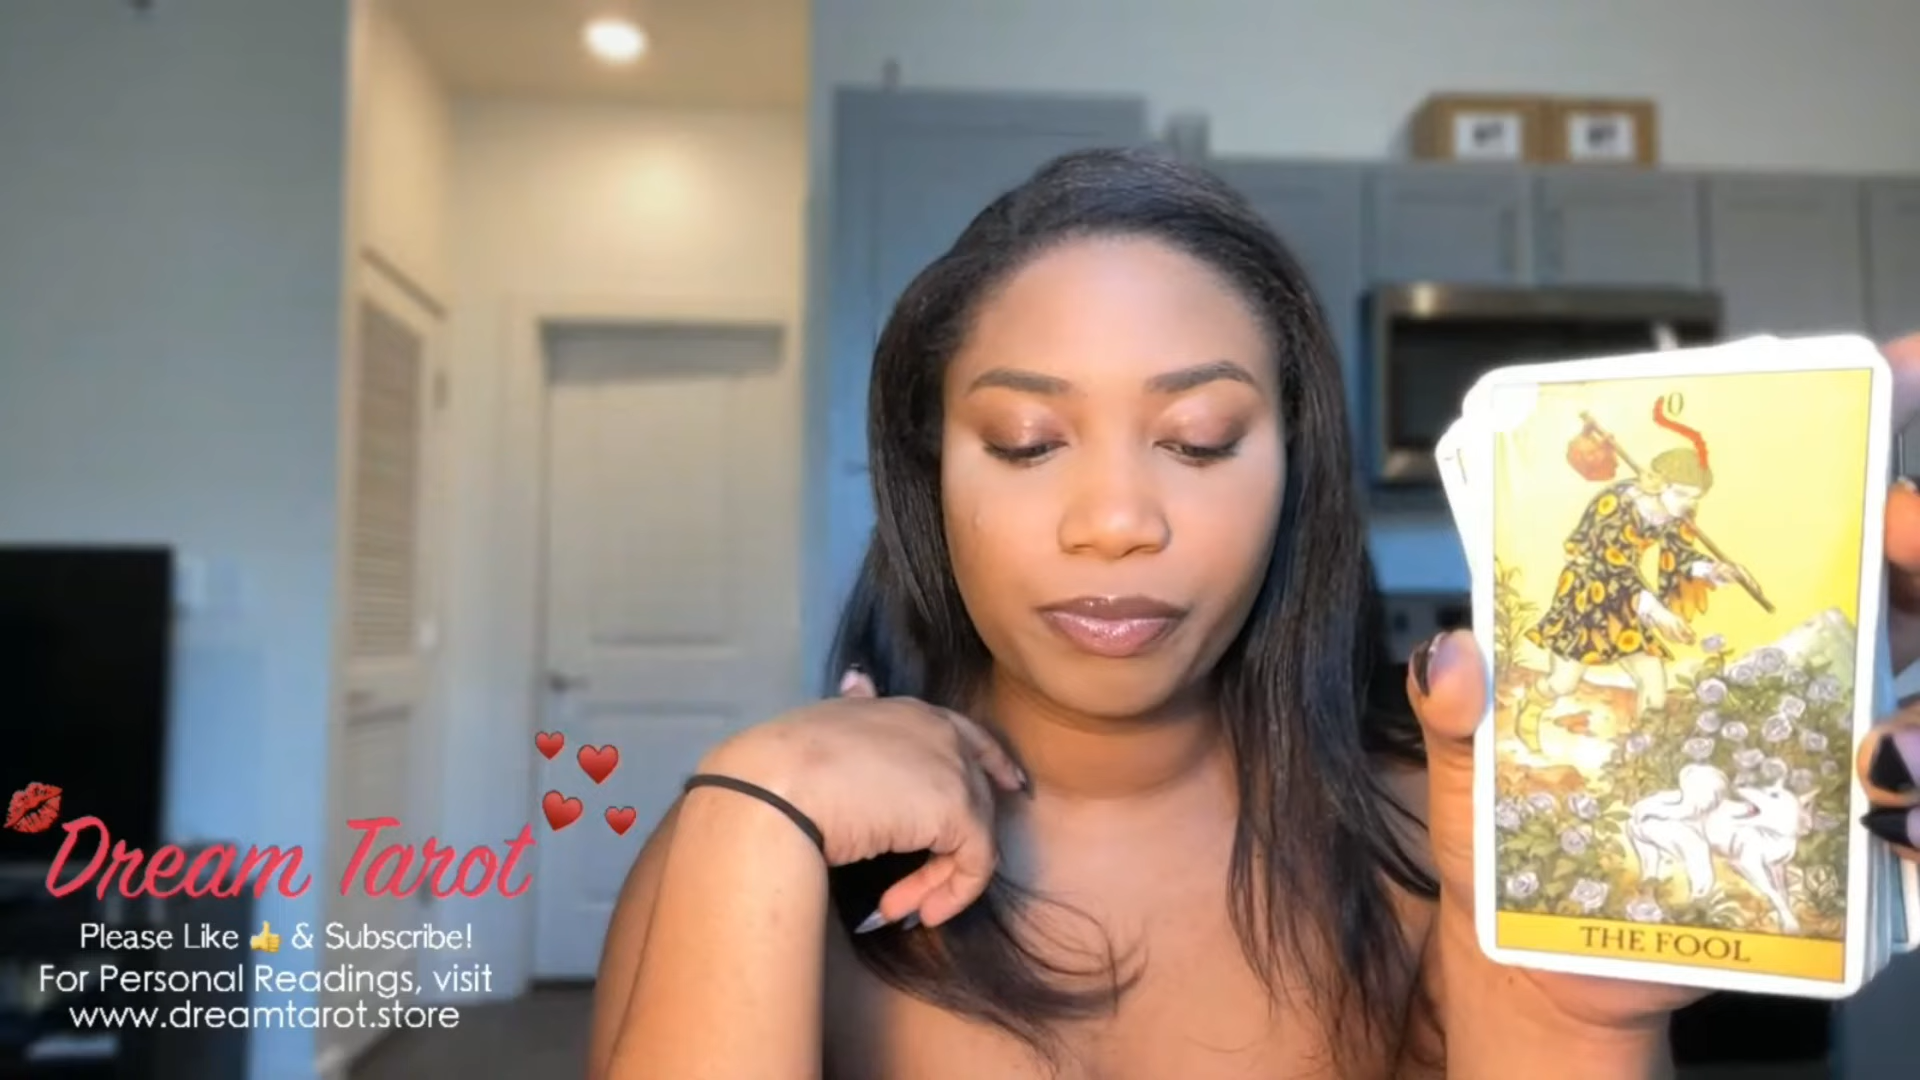 0
THE FOOL
Dream Tarot
Please Like 👍 & Subscribe!
For Personal Readings, visit
www.dreamtarot.store